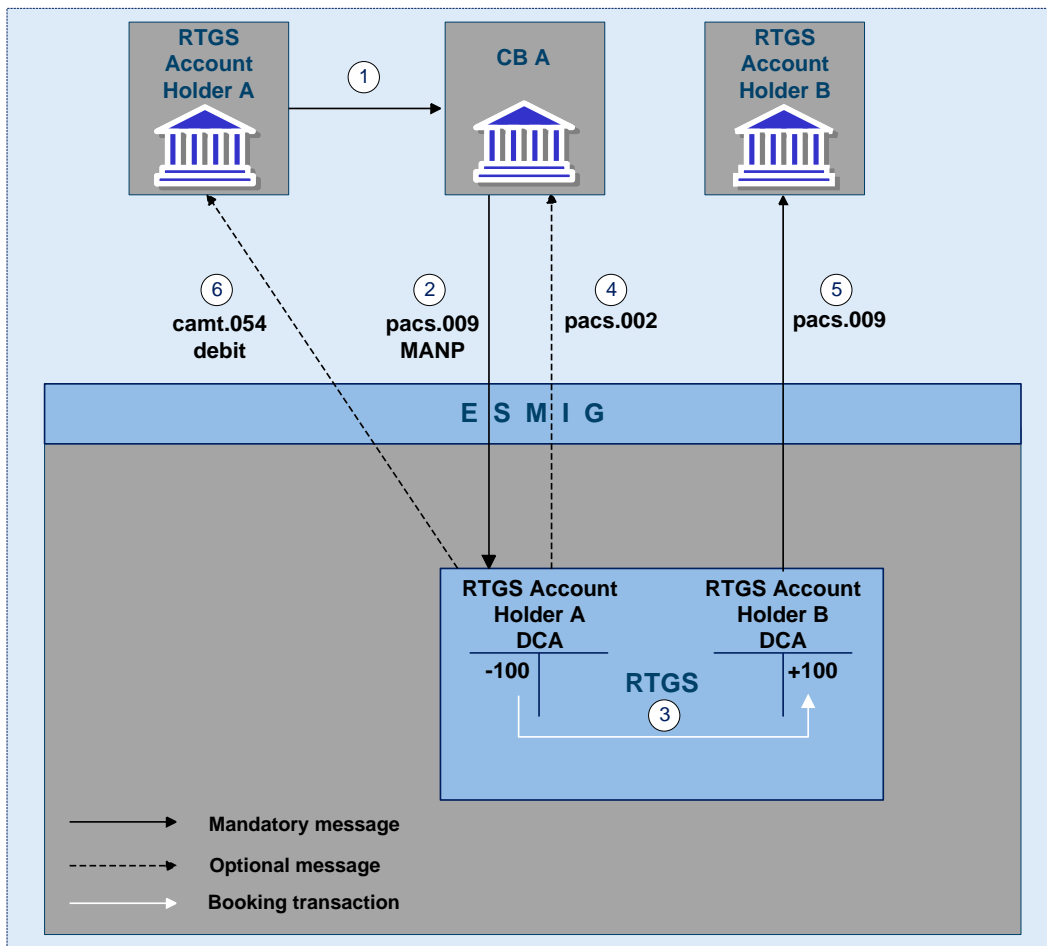 RTGS
Account
Holder A
1
CB A
RTGS
Account
Holder B
6
camt.054
debit
2
pacs.009
MANP
4
pacs.002
5
pacs.009
E S M I G
RTGS Account
Holder A
DCA
-100
RTGS Account
Holder B
DCA
+100
RTGS
3
Mandatory message
Optional message
Booking transaction